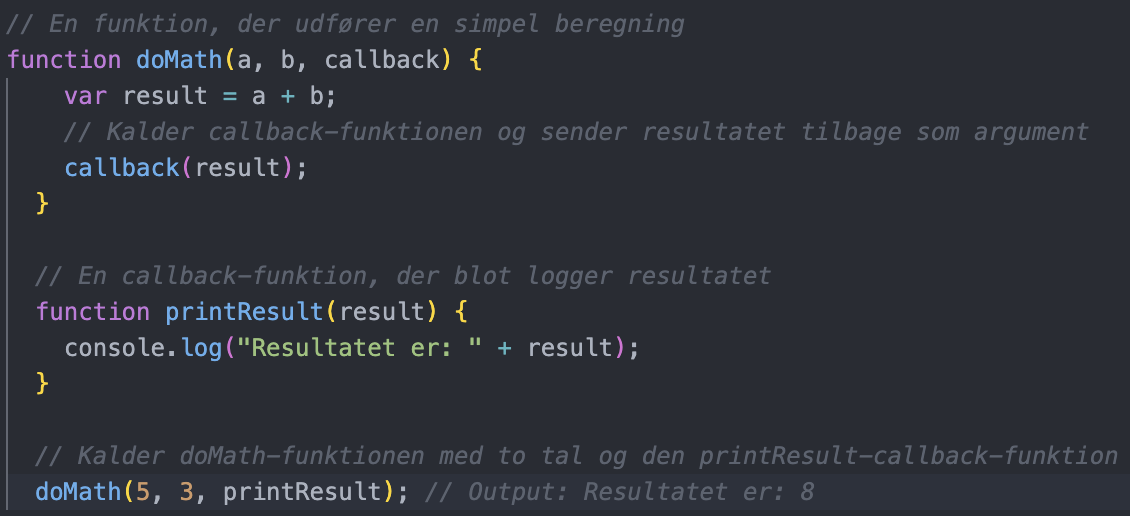 // En funktion, der udfører en simpel beregning
function doMath(a, b, callback) {
    var result = a + b;
    // Kalder callback-funktionen og sender resultatet tilbage som argument
    callback(result);
  }

  // En callback-funktion, der blot logger resultatet
  function printResult(result) {
    console.log("Resultatet er: " + result);
  }

  // Kalder doMath-funktionen med to tal og den printResult-callback-funktion
  doMath(5, 3, printResult); // Output: Resultatet er: 8